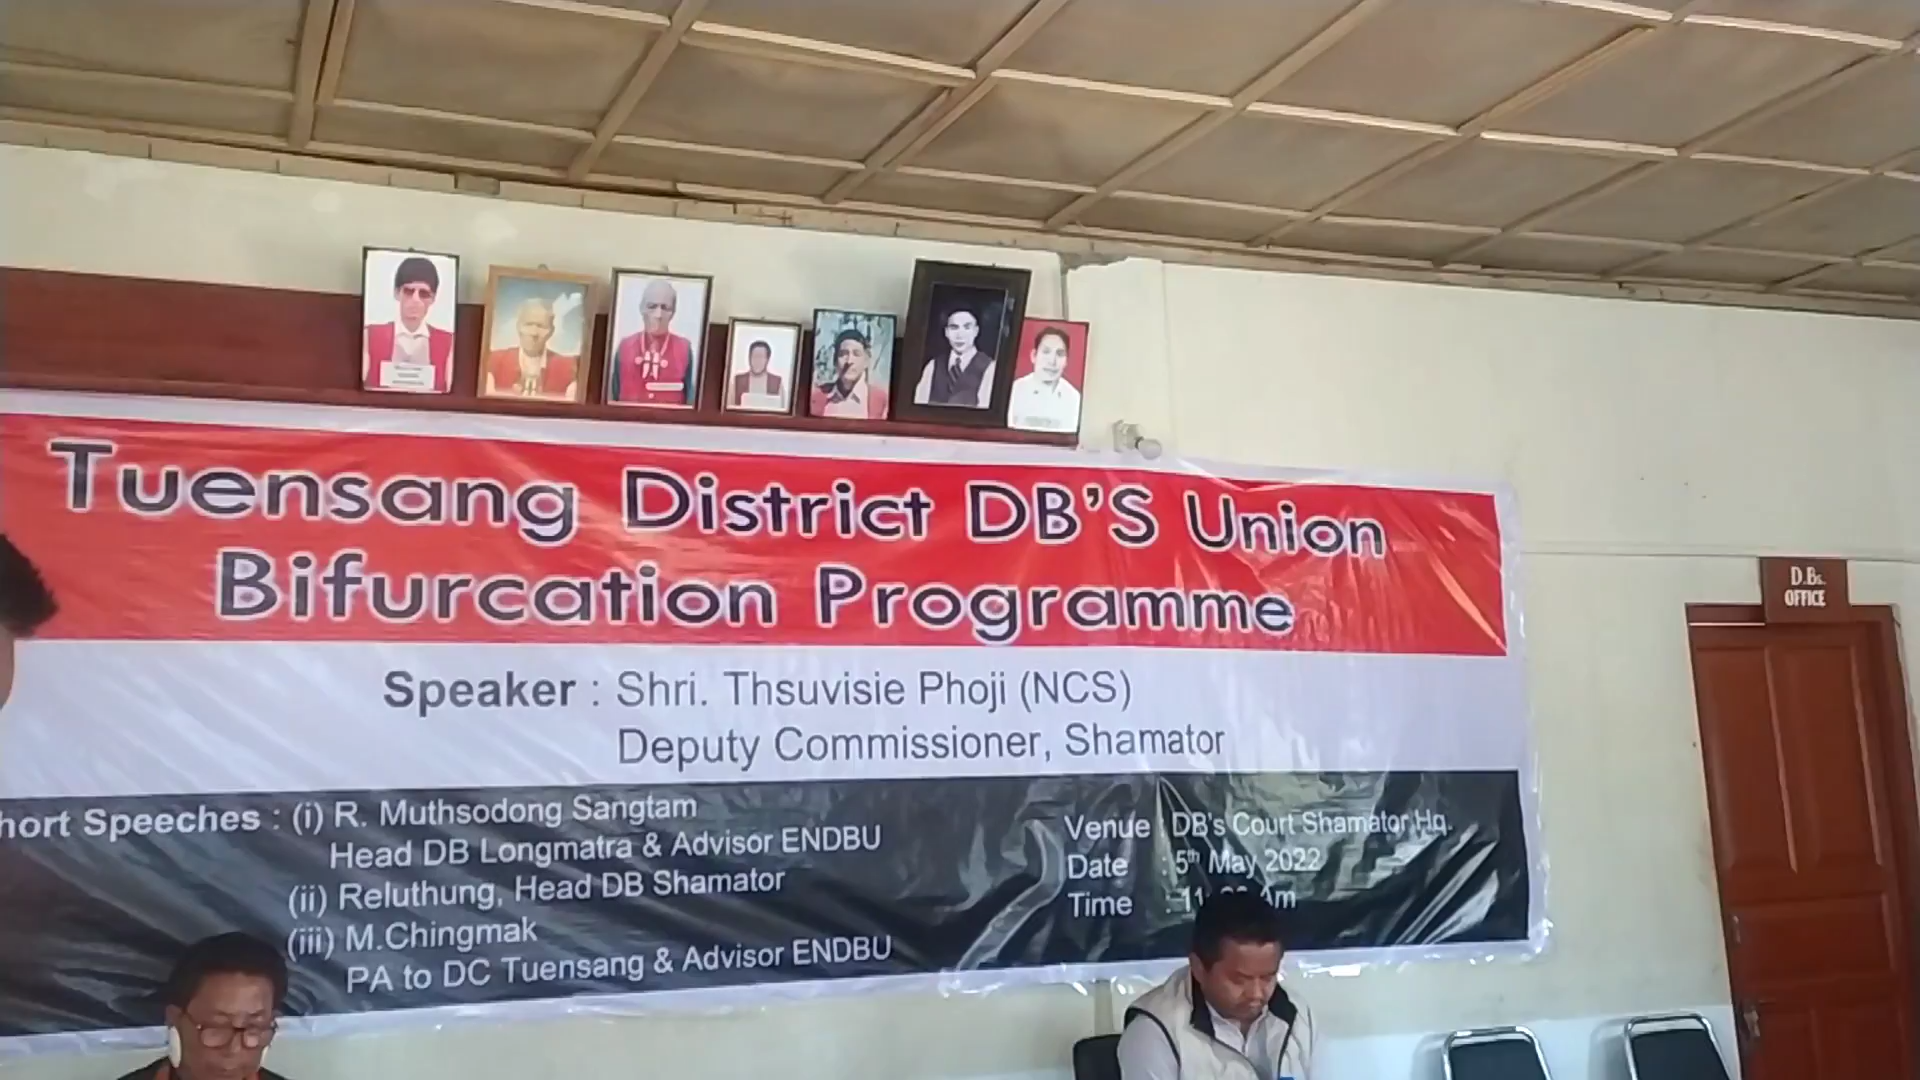 Tuensang District DB'S Union
Bifurcation Programme
Speaker : Shri. Thsuvisie Phoji (NCS)
Deputy Commissioner, Shamator
hort Speeches : (i) R. Muthsodong Sangtam
Head DB Longmatra & Advisor ENDBU
(ii) Reluthung, Head DB Shamator
(iii) M.Chingmak
PA to DC Tuensang & Advisor ENDBU
Venue : DB's Court Shamator Hq.
Date : 5th May 2022
Time : 11 Am
D.Bs.
OFFICE